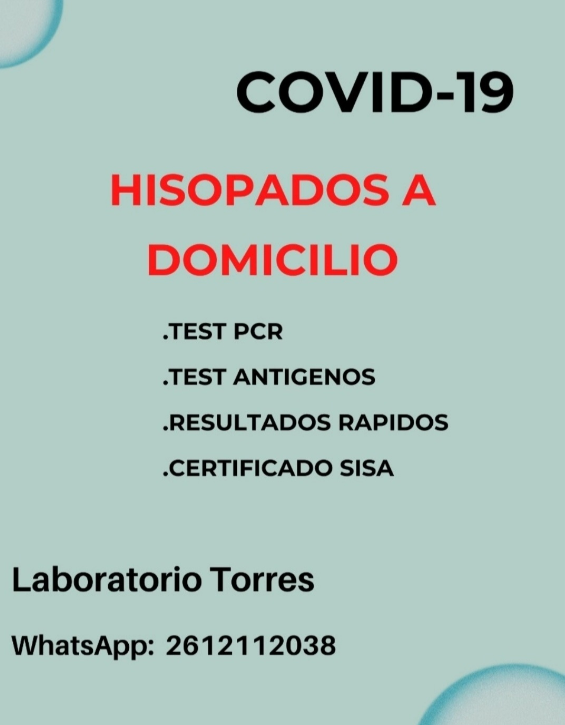 COVID-19
HISOPADOS A
DOMICILIO
.TEST PCR
.TEST ANTIGENOS
.RESULTADOS RAPIDOS
.CERTIFICADO SISA
Laboratorio Torres
WhatsApp: 2612112038